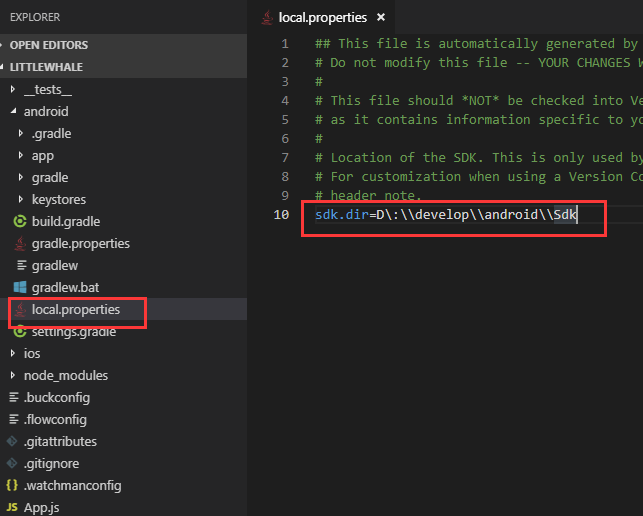 EXPLORER
OPEN EDITORS
LITTLEWHALE
__tests__
android
.gradle
app
gradle
keystores
build.gradle
gradle.properties
gradlew
gradlew.bat
local.properties
settings.gradle
ios
node_modules
.buckconfig
.flowconfig
.gitattributes
.gitignore
.watchmanconfig
JS App.js
local.properties ×
1 ## This file is automatically generated by
2 # Do not modify this file -- YOUR CHANGES W
3 #
4 # This file should *NOT* be checked into Ve
5 # as it contains information specific to yo
6 #
7 # Location of the SDK. This is only used by
8 # For customization when using a Version Co
9 # header note.
10 sdk.dir=D\:\\develop\\android\\Sdk